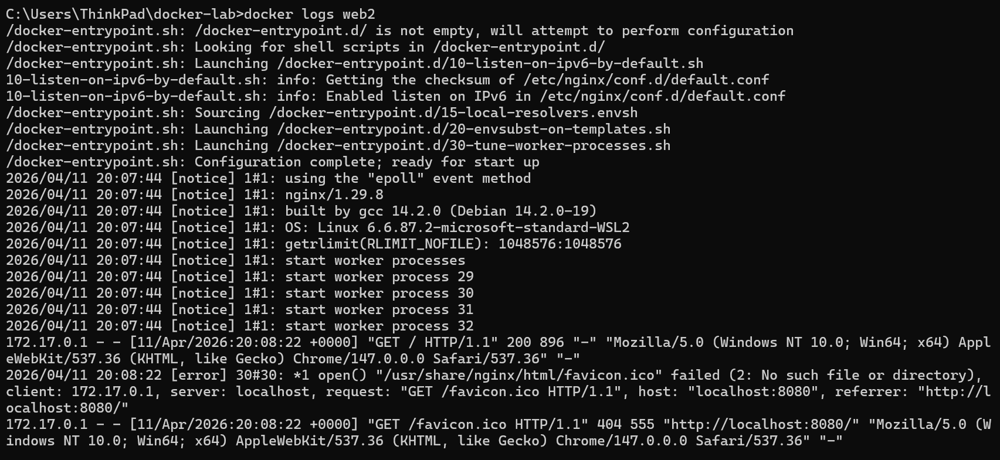 C:\Users\ThinkPad\docker-lab>docker logs web2
/docker-entrypoint.sh: /docker-entrypoint.d/ is not empty, will attempt to perform configuration
/docker-entrypoint.sh: Looking for shell scripts in /docker-entrypoint.d/
/docker-entrypoint.sh: Launching /docker-entrypoint.d/10-listen-on-ipv6-by-default.sh
10-listen-on-ipv6-by-default.sh: info: Getting the checksum of /etc/nginx/conf.d/default.conf
10-listen-on-ipv6-by-default.sh: info: Enabled listen on IPv6 in /etc/nginx/conf.d/default.conf
/docker-entrypoint.sh: Sourcing /docker-entrypoint.d/15-local-resolvers.envsh
/docker-entrypoint.sh: Launching /docker-entrypoint.d/20-envsubst-on-templates.sh
/docker-entrypoint.sh: Launching /docker-entrypoint.d/30-tune-worker-processes.sh
/docker-entrypoint.sh: Configuration complete; ready for start up
2026/04/11 20:07:44 [notice] 1#1: using the "epoll" event method
2026/04/11 20:07:44 [notice] 1#1: nginx/1.29.8
2026/04/11 20:07:44 [notice] 1#1: built by gcc 14.2.0 (Debian 14.2.0-19)
2026/04/11 20:07:44 [notice] 1#1: OS: Linux 6.6.87.2-microsoft-standard-WSL2
2026/04/11 20:07:44 [notice] 1#1: getrlimit(RLIMIT_NOFILE): 1048576:1048576
2026/04/11 20:07:44 [notice] 1#1: start worker processes
2026/04/11 20:07:44 [notice] 1#1: start worker process 29
2026/04/11 20:07:44 [notice] 1#1: start worker process 30
2026/04/11 20:07:44 [notice] 1#1: start worker process 31
2026/04/11 20:07:44 [notice] 1#1: start worker process 32
172.17.0.1 - - [11/Apr/2026:20:08:22 +0000] "GET / HTTP/1.1" 200 896 "-" "Mozilla/5.0 (Windows NT 10.0; Win64; x64) Appl
eWebKit/537.36 (KHTML, like Gecko) Chrome/147.0.0.0 Safari/537.36" "-"
2026/04/11 20:08:22 [error] 30#30: *1 open() "/usr/share/nginx/html/favicon.ico" failed (2: No such file or directory),
client: 172.17.0.1, server: localhost, request: "GET /favicon.ico HTTP/1.1", host: "localhost:8080", referrer: "http://l
ocalhost:8080/"
172.17.0.1 - - [11/Apr/2026:20:08:22 +0000] "GET /favicon.ico HTTP/1.1" 404 555 "http://localhost:8080/" "Mozilla/5.0 (W
indows NT 10.0; Win64; x64) AppleWebKit/537.36 (KHTML, like Gecko) Chrome/147.0.0.0 Safari/537.36" "-"